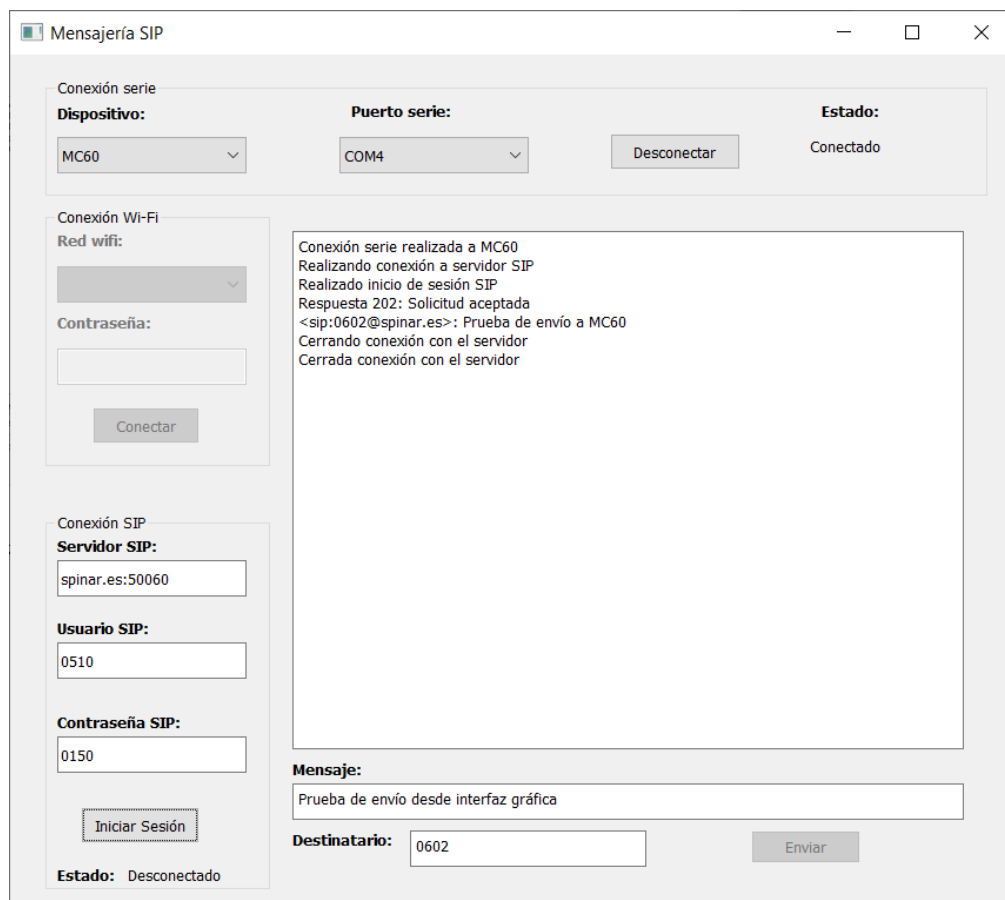 Mensajería SIP
Conexión serie
Dispositivo:
Puerto serie:
Estado:
MC60
COM4
Desconectar
Conectado
Conexión Wi-Fi
Red wifi:
Contraseña:
Conectar
Conexión serie realizada a MC60
Realizando conexión a servidor SIP
Realizado inicio de sesión SIP
Respuesta 202: Solicitud aceptada
<sip:0602@spinar.es>: Prueba de envío a MC60
Cerrando conexión con el servidor
Cerrada conexión con el servidor
Conexión SIP
Servidor SIP:
spinar.es:50060
Usuario SIP:
0510
Contraseña SIP:
0150
Iniciar Sesión
Estado: Desconectado
Mensaje:
Prueba de envío desde interfaz gráfica
Destinatario:
0602
Enviar